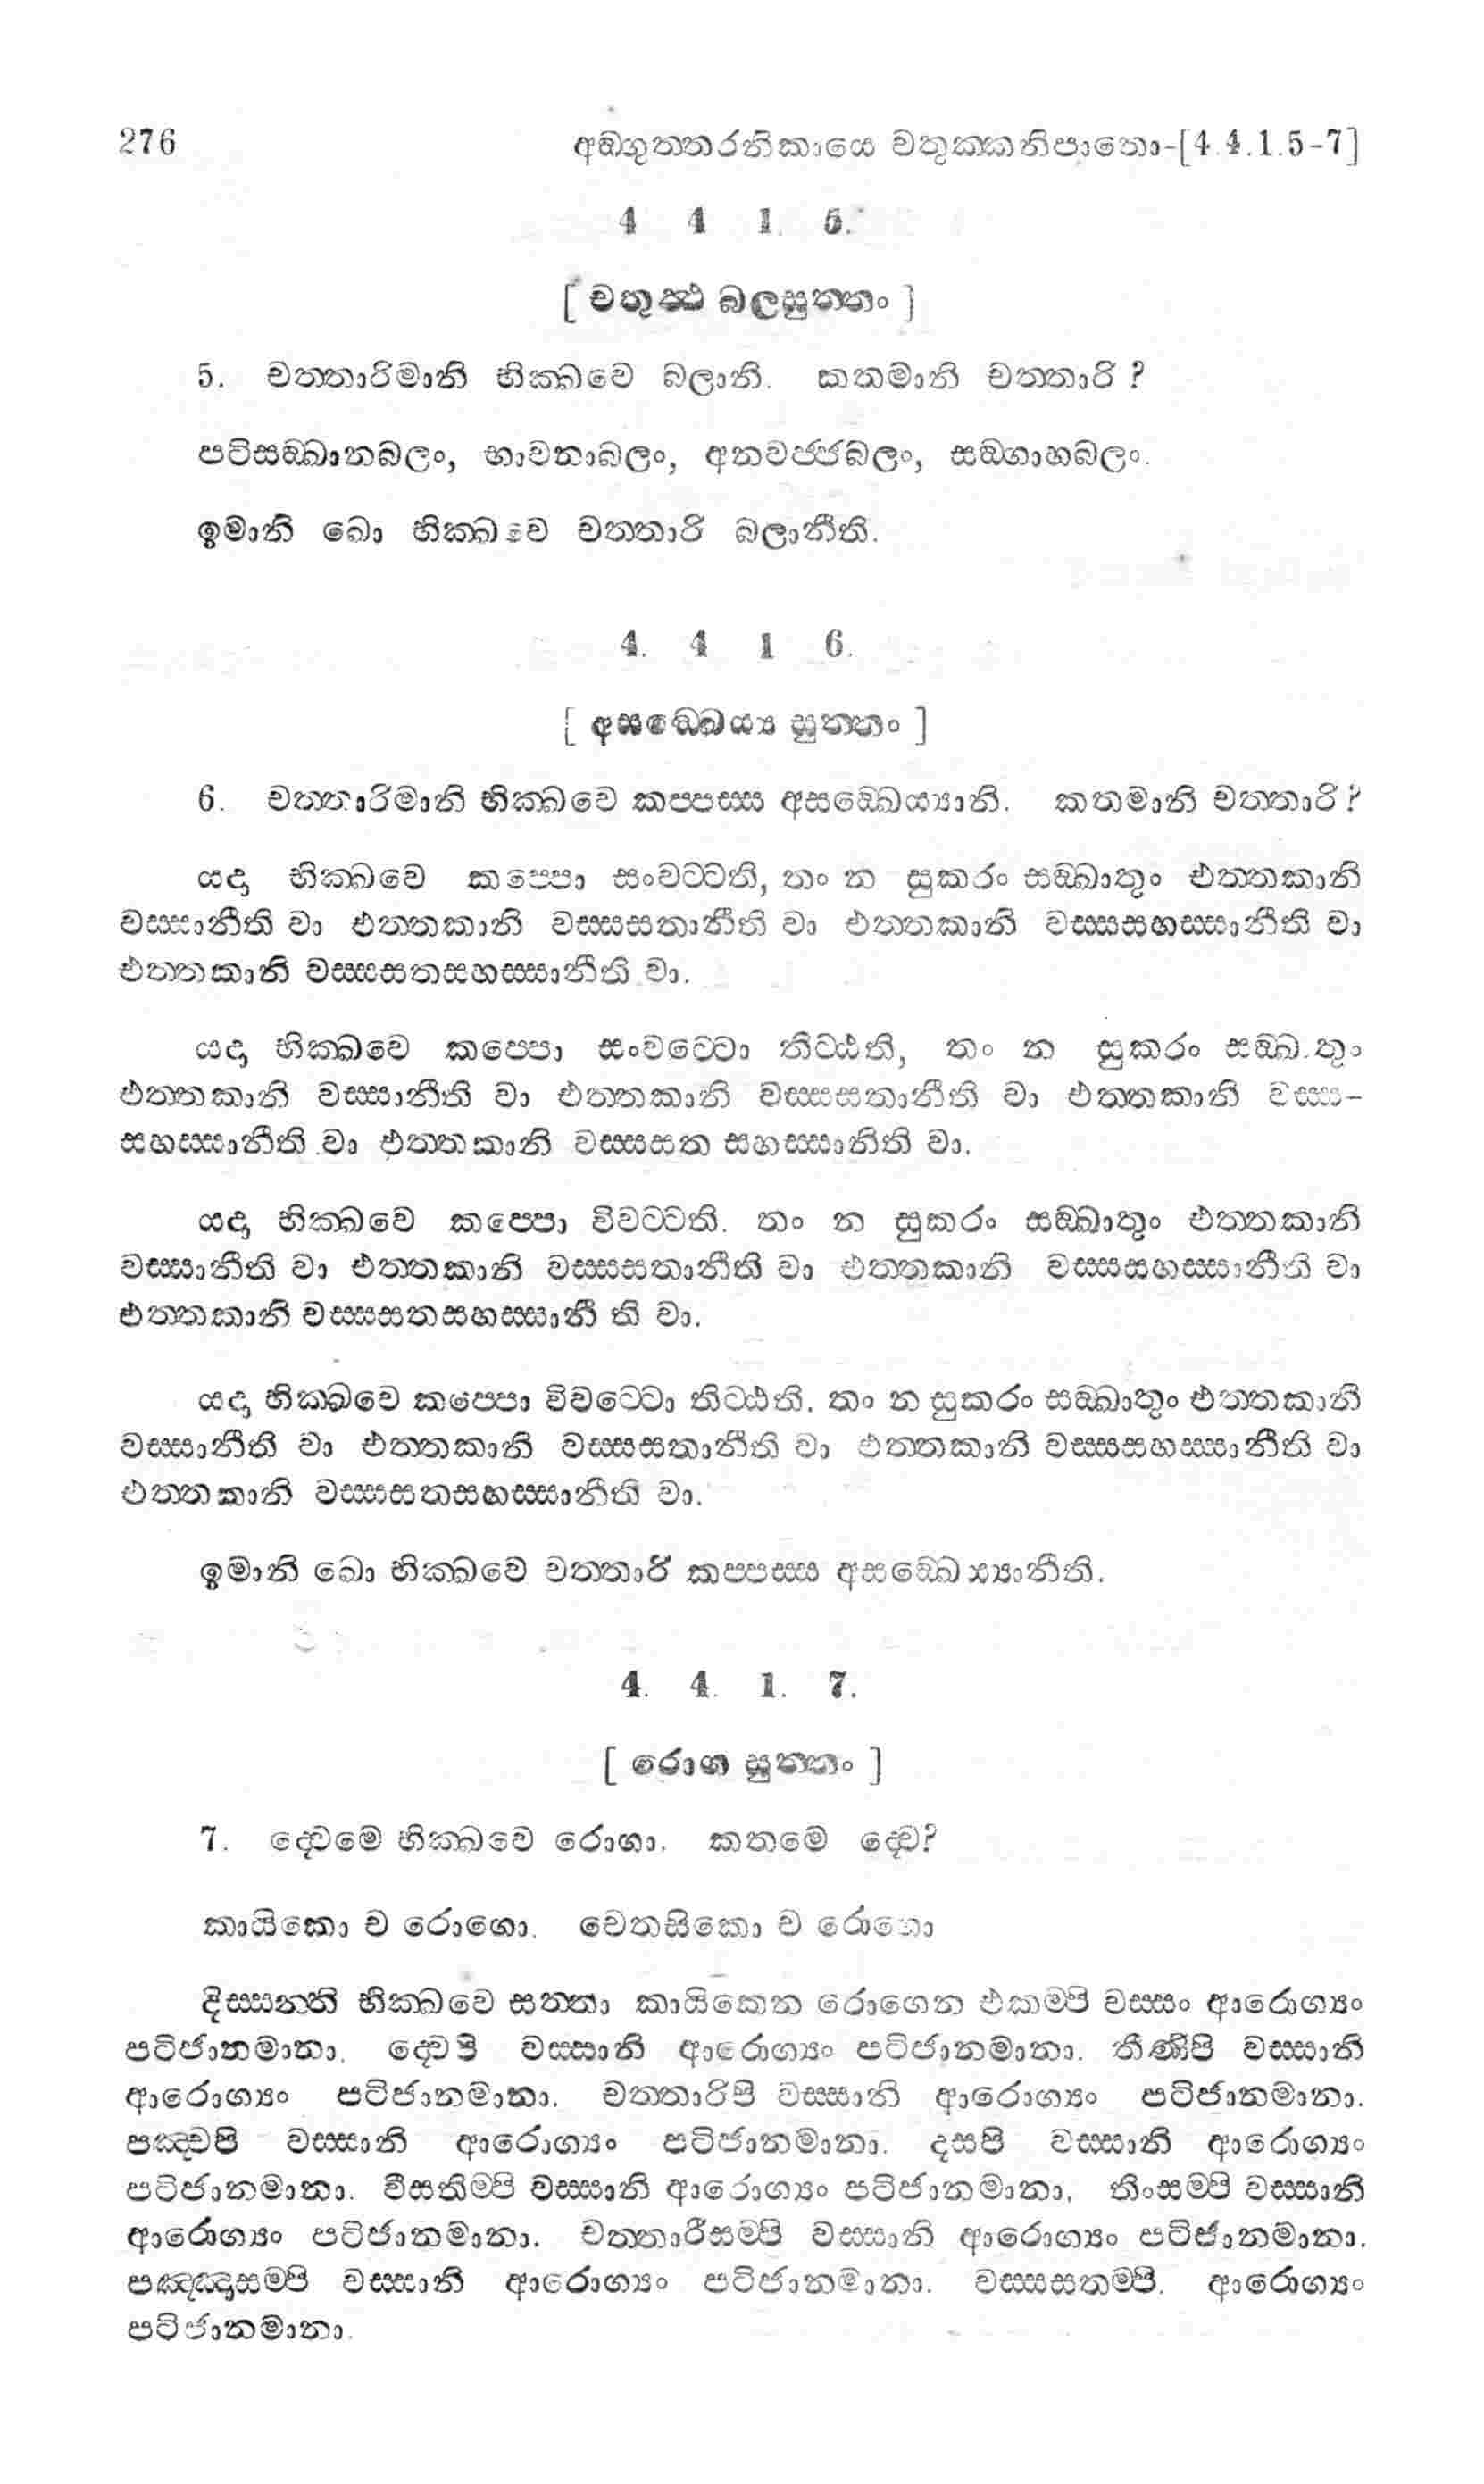 276 අඞ්ගුත්තරනිකායෙ චතුක්කනිපාතො-[4.4.1.5-7]
4 4 1. 5.
[ චතුත්ථ බලසුත්තං ]
5. චත්තාරිමානි භික්ඛවෙ බලානි. කතමානි චත්තාරි ?
පටිසඞ්ඛානබලං, භාවනාබලං, අනවජ්ජබලං, සඞ්ගාහබලං.
ඉමානි ඛො භික්ඛවෙ චත්තාරි බලානීති.
4. 4 1 6.
[ අසඞ්ඛෙය්‍ය සුත්තං ]
6. චත්තාරිමානි භික්ඛවෙ කප්පස්ස අසඞ්ඛෙය්‍යානි. කතමානි චත්තාරි?
යදා භික්ඛවෙ කප්පො සංවට්ටති, තං න සුකරං සඞ්ඛාතුං එත්තකානි
වස්සානීති වා එත්තකානි වස්සසතානීති වා එත්තකානි වස්සසහස්සානීති වා
එත්තකානි වස්සසතසහස්සානීති වා.
යදා භික්ඛවෙ කප්පො සංවට්ටො තිට්ඨති, තං න සුකරං සඞ්ඛාතුං
එත්තකානි වස්සානීති වා එත්තකානි වස්සසතානීති වා එත්තකානි වස්ස-
සහස්සානීති වා එත්තකානි වස්සසත සහස්සානිති වා.
යදා භික්ඛවෙ කප්පො විවට්ටති. තං න සුකරං සඞ්ඛාතුං එත්තකානි
වස්සානීති වා එත්තකානි වස්සසතානීති වා එත්තකානි වස්සසහස්සානීති වා
එත්තකානි වස්සසතසහස්සානී ති වා.
යදා භික්ඛවෙ කප්පො විවට්ටො තිට්ඨති. තං න සුකරං සඞ්ඛාතුං එත්තකානි
වස්සානීති වා එත්තකානි වස්සසතානීති වා එත්තකානි වස්සසහස්සානීති වා
එත්තකානි වස්සසතසහස්සානීති වා.
ඉමානි ඛො භික්ඛවෙ චත්තාරි කප්පස්ස අසඞ්ඛෙය්‍යානීති.
4. 4. 1. 7.
[ රොග සුත්තං ]
7. ද්වෙමෙ භික්ඛවෙ රොගා. කතමෙ ද්වෙ?
කායිකො ච රොගො. චෙතසිකො ච රොගො
දිස්සන්ති භික්ඛවෙ සත්තා කායිකෙන රොගෙන එකම්පි වස්සං ආරොග්‍යං
පටිජානමානා. ද්වෙපි වස්සානි ආරොග්‍යං පටිජානමානා. තීණිපි වස්සානි
ආරොග්‍යං පටිජානමානා. චත්තාරිපි වස්සානි ආරොග්‍යං පටිජානමානා.
පඤ්චපි වස්සානි ආරොග්‍යං පටිජානමානා. දසපි වස්සානි ආරොග්‍යං
පටිජානමානා. වීසතිම්පි වස්සානි ආරොග්‍යං පටිජානමානා, තිංසම්පි වස්සානි
ආරොග්‍යං පටිජානමානා. චත්තාරීසම්පි වස්සානි ආරොග්‍යං පටිජානමානා.
පඤ්ඤාසම්පි වස්සානි ආරොග්‍යං පටිජානමානා. වස්සසතම්පි. ආරොග්‍යං
පටිජානමානා.